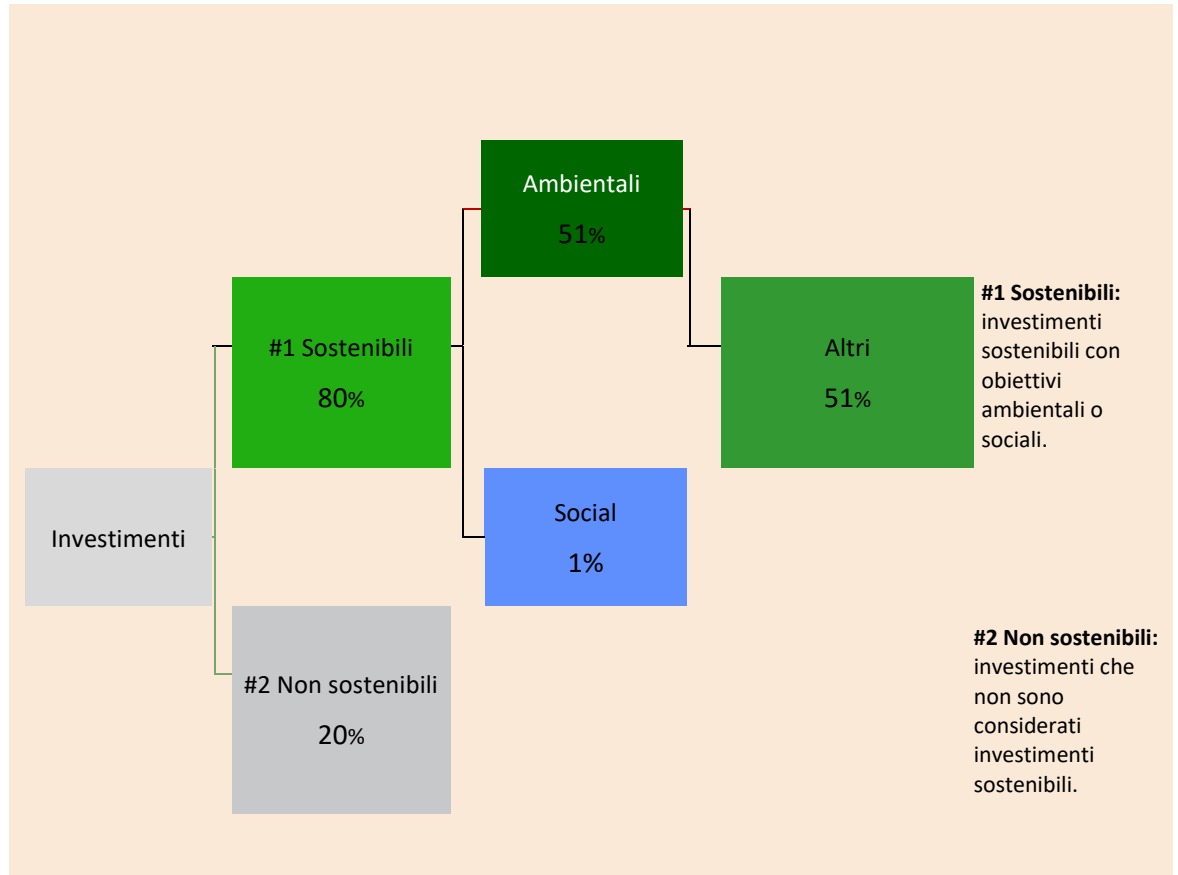 Ambientali
51%
#1 Sostenibili
80%
Altri
51%
#1 Sostenibili:
investimenti
sostenibili con
obiettivi
ambientali o
sociali.
Investimenti
Social
1%
#2 Non sostenibili
20%
#2 Non sostenibili:
investimenti che
non sono
considerati
investimenti
sostenibili.